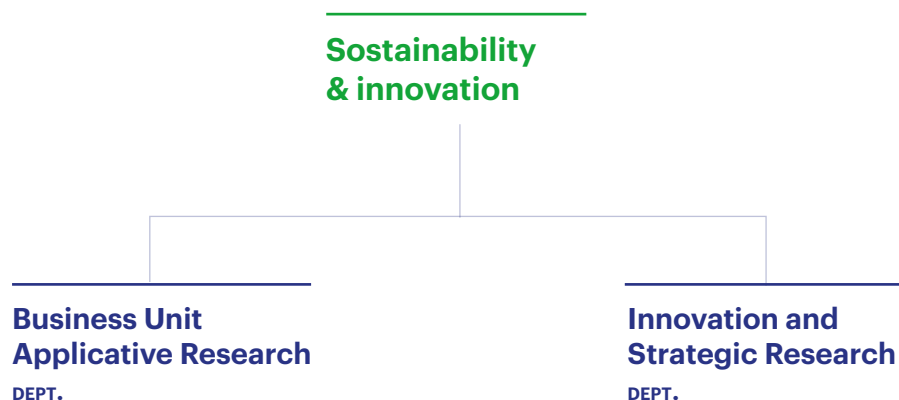 Sostainability
& innovation
Business Unit
Applicative Research
DEPT.
Innovation and
Strategic Research
DEPT.